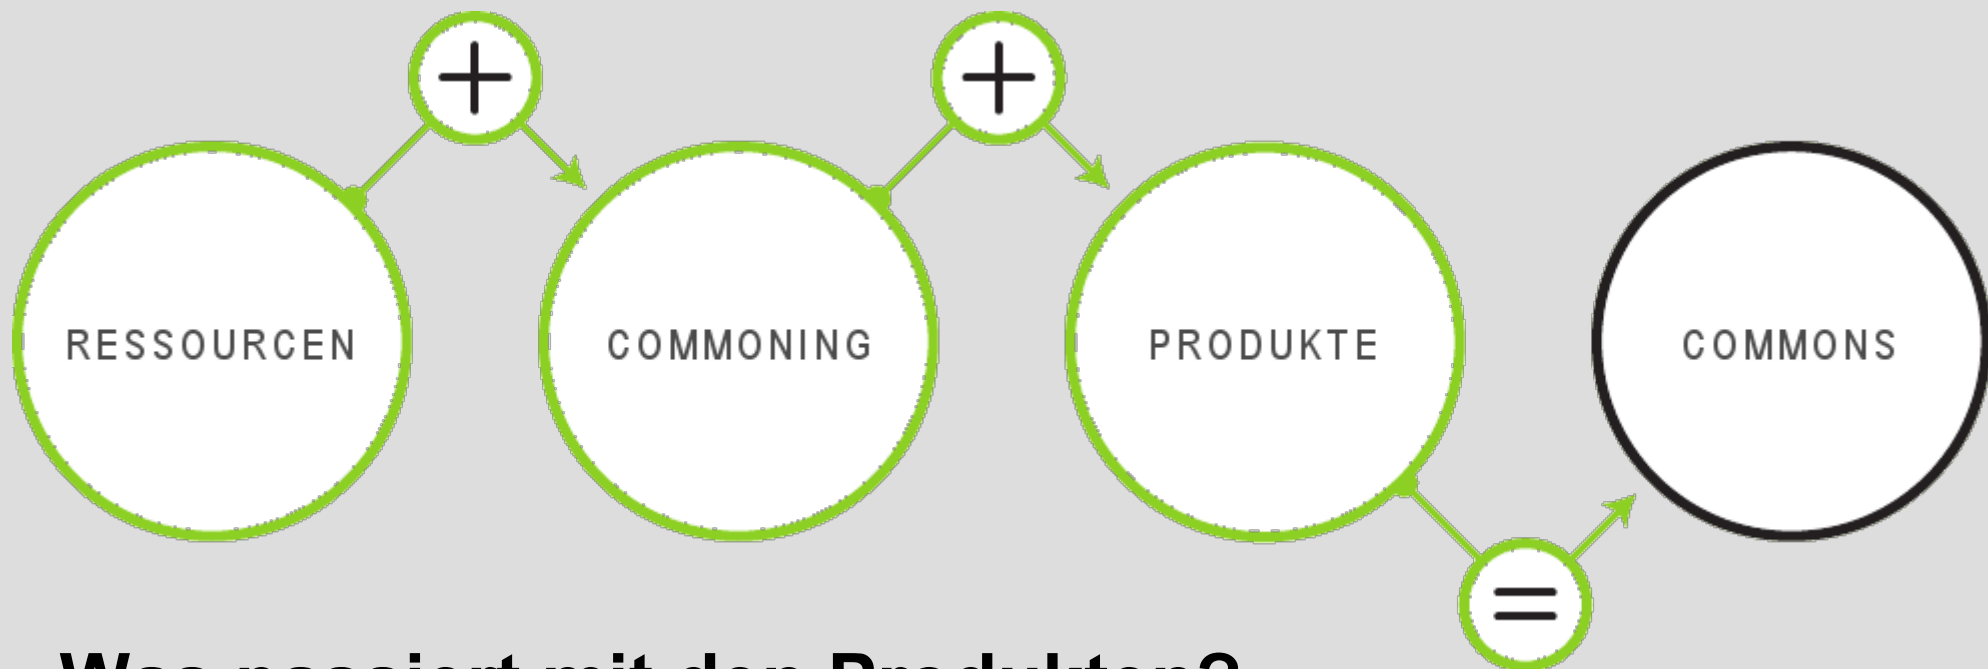 + +
RESSOURCEN COMMONING PRODUKTE COMMONS
=
Was passiert mit den Produkten?